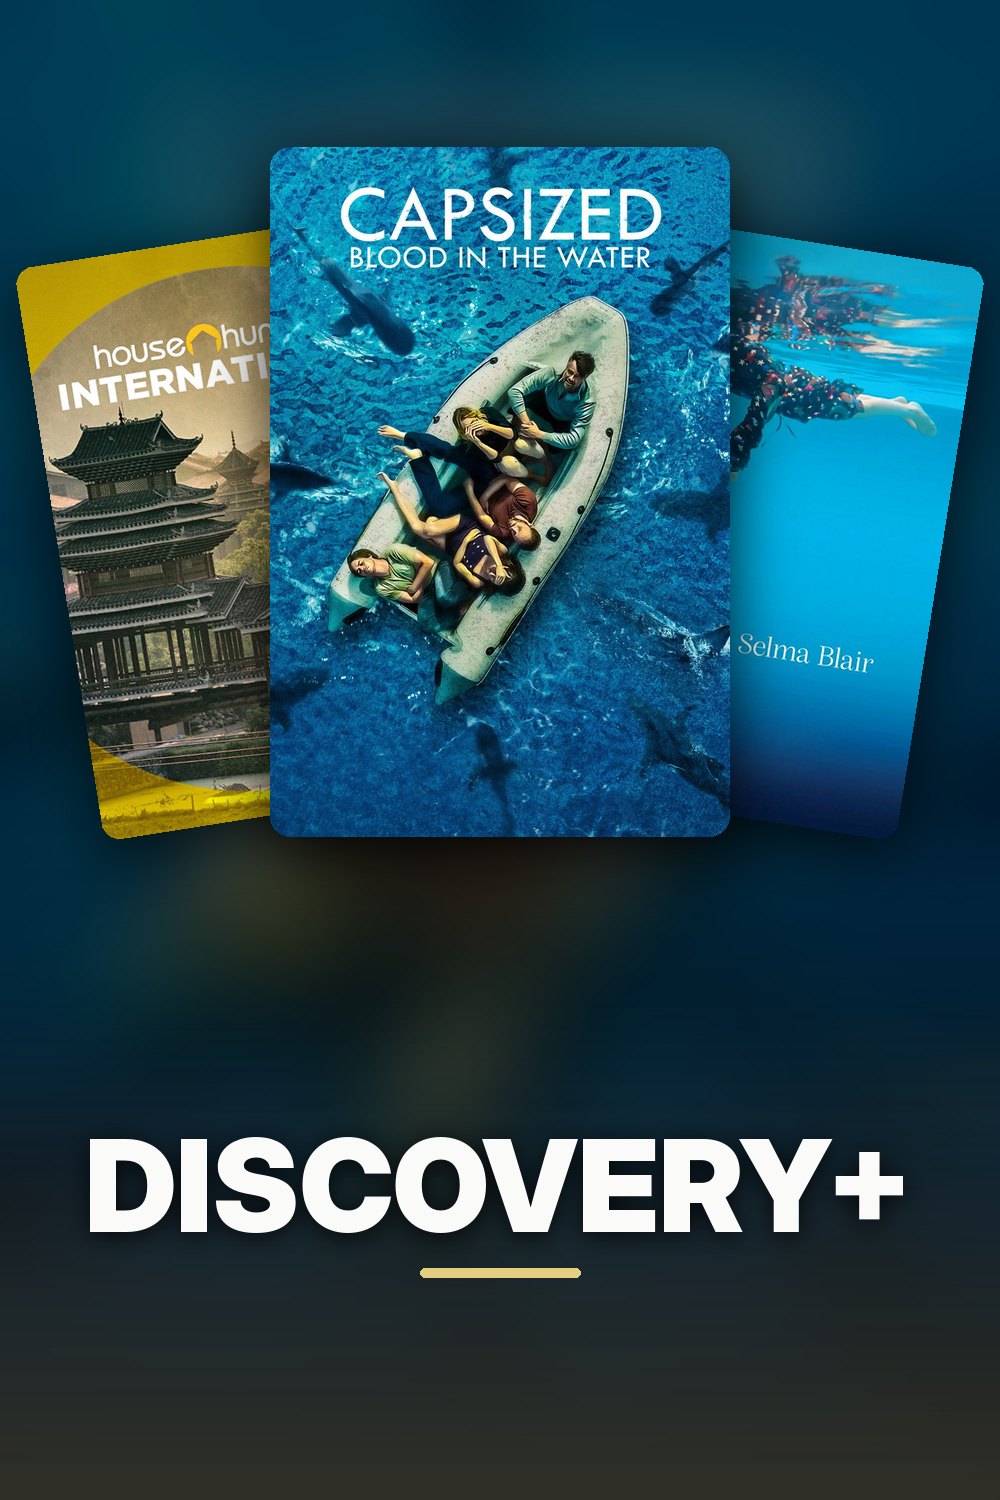 CAPSIZED
BLOOD IN THE WATER
house hun
INTERNATI
Selma Blair
DISCOVERY+